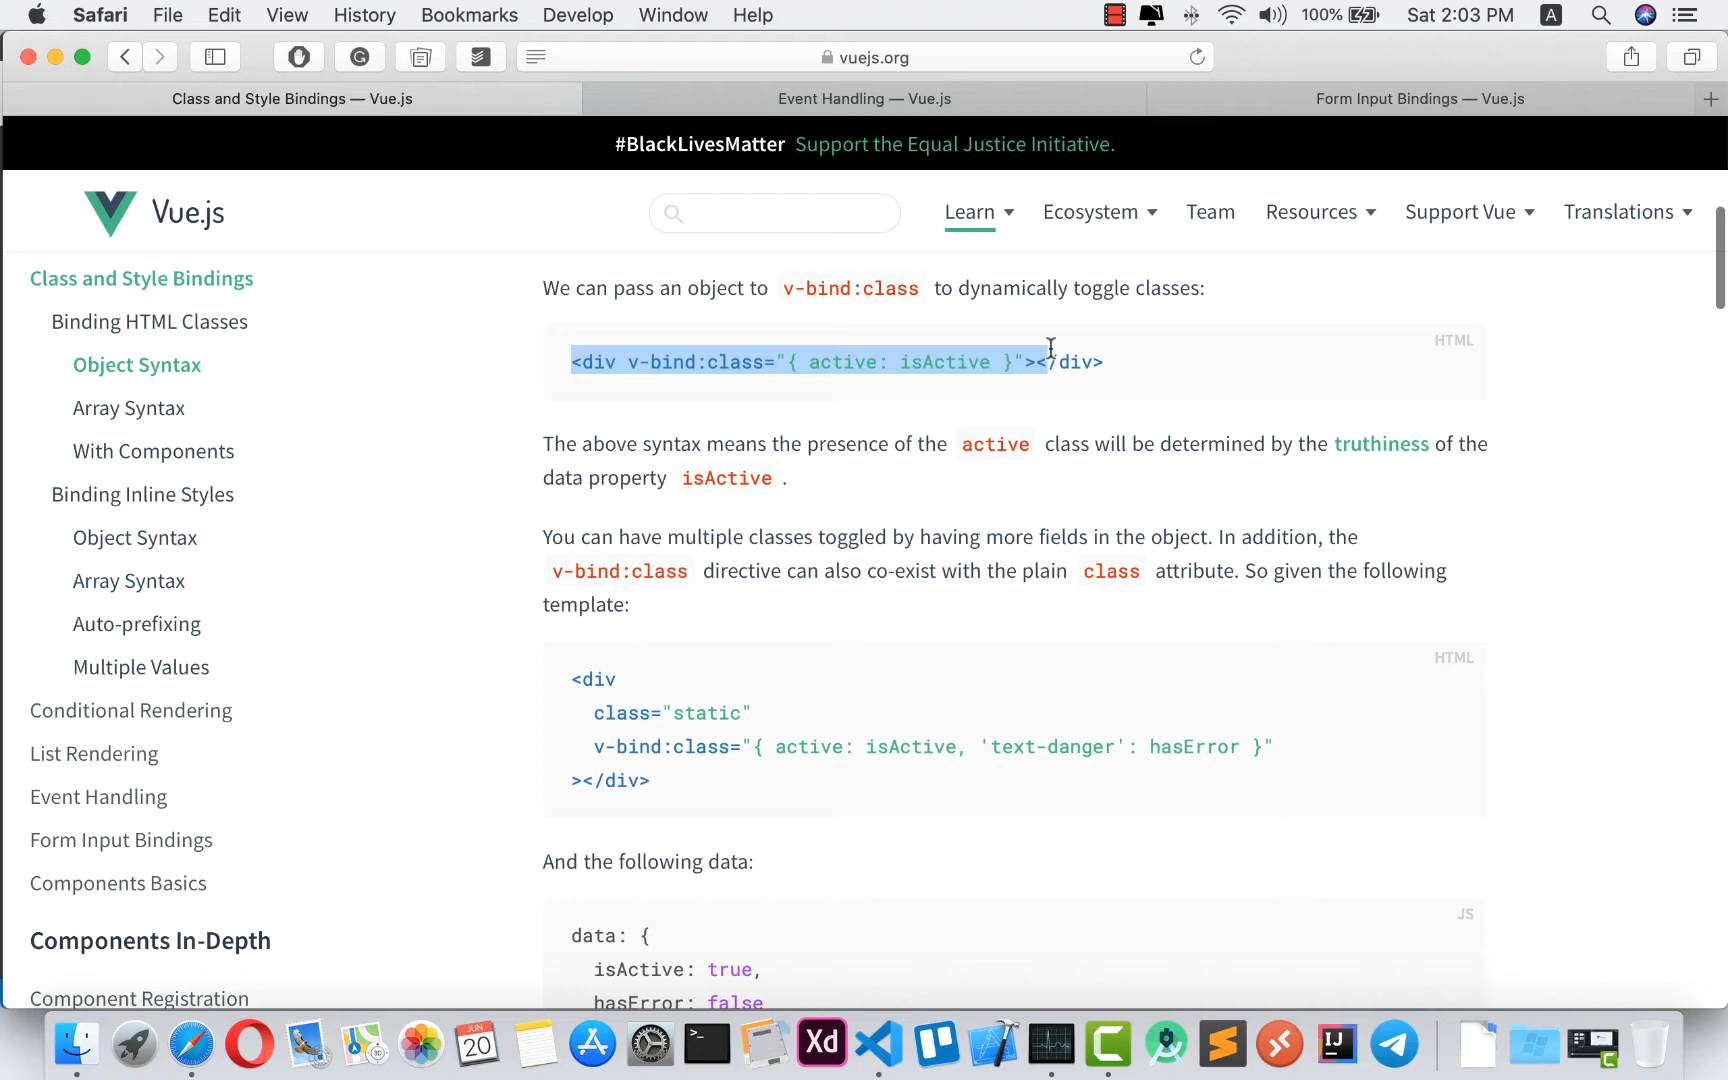 Safari File Edit View History Bookmarks Develop Window Help 100% Sat 2:03 PM A
vuejs.org
Class and Style Bindings — Vue.js Event Handling — Vue.js Form Input Bindings — Vue.js
#BlackLivesMatter Support the Equal Justice Initiative.
Vue.js Learn Ecosystem Team Resources Support Vue Translations
Class and Style Bindings
Binding HTML Classes
Object Syntax
Array Syntax
With Components
Binding Inline Styles
Object Syntax
Array Syntax
Auto-prefixing
Multiple Values
Conditional Rendering
List Rendering
Event Handling
Form Input Bindings
Components Basics
Components In-Depth
Component Registration
We can pass an object to v-bind:class to dynamically toggle classes:
HTML
<div v-bind:class="{ active: isActive }"></div>
The above syntax means the presence of the active class will be determined by the truthiness of the
data property isActive .
You can have multiple classes toggled by having more fields in the object. In addition, the
v-bind:class directive can also co-exist with the plain class attribute. So given the following
template:
HTML
<div
class="static"
v-bind:class="{ active: isActive, 'text-danger': hasError }"
></div>
And the following data:
JS
data: {
isActive: true,
hasError: false
JUN
20
3D
>_
Xd
IJ